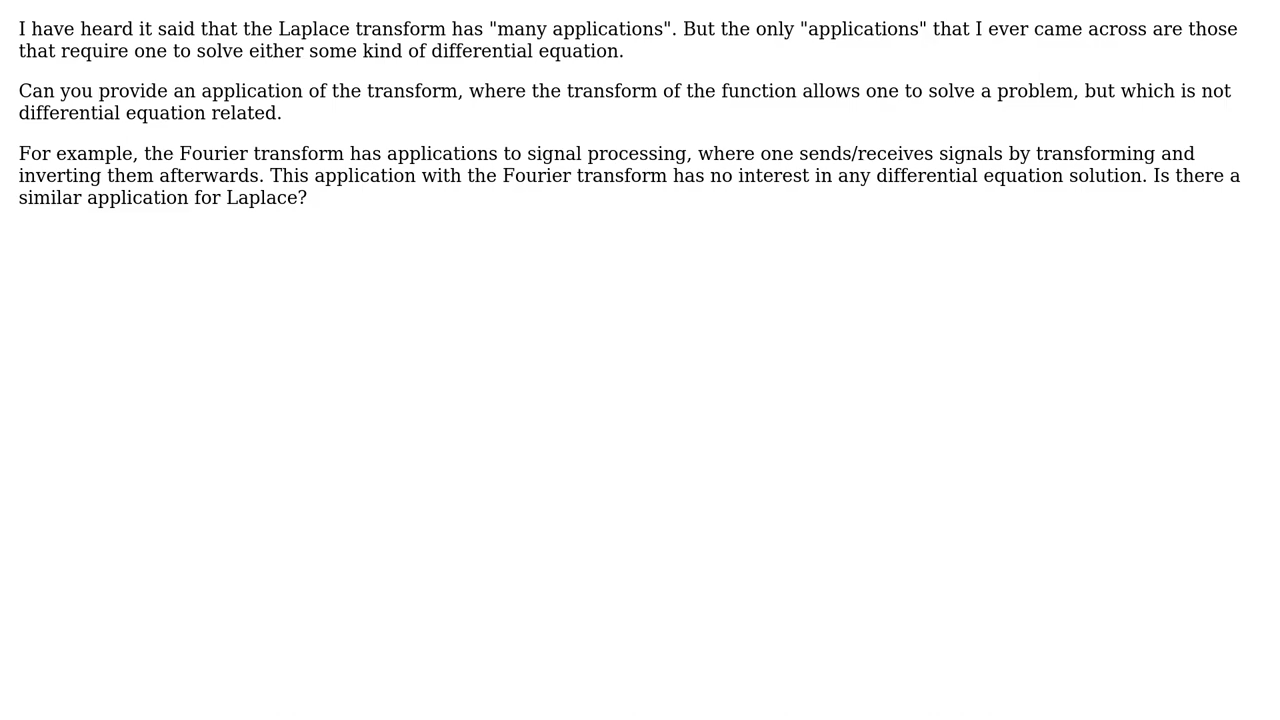 I have heard it said that the Laplace transform has "many applications". But the only "applications" that I ever came across are those
that require one to solve either some kind of differential equation.
Can you provide an application of the transform, where the transform of the function allows one to solve a problem, but which is not
differential equation related.
For example, the Fourier transform has applications to signal processing, where one sends/receives signals by transforming and
inverting them afterwards. This application with the Fourier transform has no interest in any differential equation solution. Is there a
similar application for Laplace?